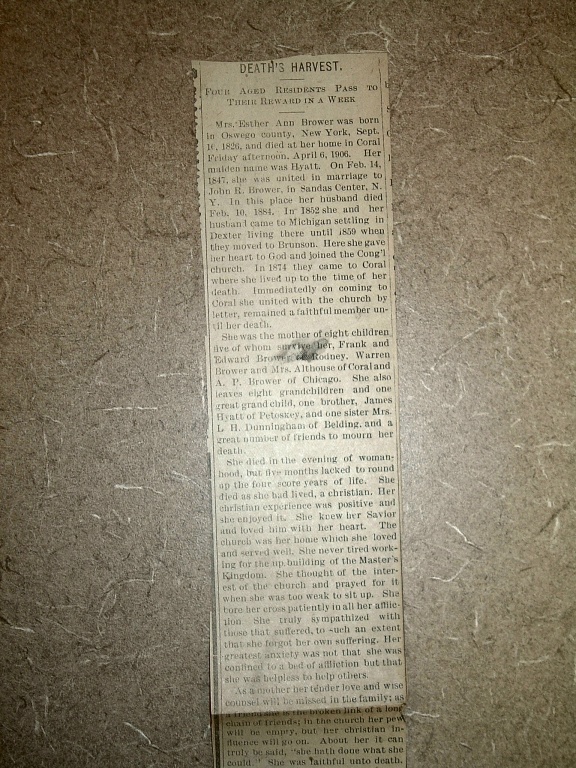 DEATH'S HARVEST.
FOUR AGED RESIDENTS PASS TO
THEIR REWARD IN A WEEK
Mrs. Esther Ann Brower was born
in Oswego county, New York, Sept.
16, 1826, and died at her home in Coral
Friday afternoon, April 6, 1906. Her
maiden name was Hyatt. On Feb. 14,
1847, she was united in marriage to
John R. Brower, in Sandas Center, N.
Y. In this place her husband died
Feb. 10, 1884. In 1852 she and her
husband came to Michigan settling in
Dexter living there until 1859 when
they moved to Brunson. Here she gave
her heart to God and joined the Cong'l
church. In 1874 they came to Coral
where she lived up to the time of her
death. Immediately on coming to
Coral she united with the church by
letter, remained a faithful member un-
til her death.
She was the mother of eight children
five of whom survive her, Frank and
Edward Brower of Rodney, Warren
Brower and Mrs. Althouse of Coral and
A. P. Brower of Chicago. She also
leaves eight grandchildren and one
great grand child, one brother, James
Hyatt of Petoskey, and one sister Mrs.
L H. Dunningham of Belding, and a
great number of friends to mourn her
death.
She died in the evening of woman-
hood, but five months lacked to round
up the four score years of life. She
died as she had lived, a christian. Her
christian experience was positive and
she enjoyed it. She knew her Savior
and loved him with her heart. The
church was her home which she loved
and served well. She never tired work-
ing for the up building of the Master's
Kingdom. She thought of the inter-
est of the church and prayed for it
when she was too weak to sit up. She
bore her cross patiently in all her afflic-
tion She truly sympathized with
those that suffered, to such an extent
that she forgot her own suffering. Her
greatest anxiety was not that she was
confined to a bed of affliction but that
she was helpless to help others.
As a mother her tender love and wise
counsel will be missed in the family; as
a friend she is the broken link of a long
chain of friends; in the church her pew
will be empty, but her christian in-
fluence will go on. About her it can
truly be said, "she hath done what she
could." She was faithful unto death.